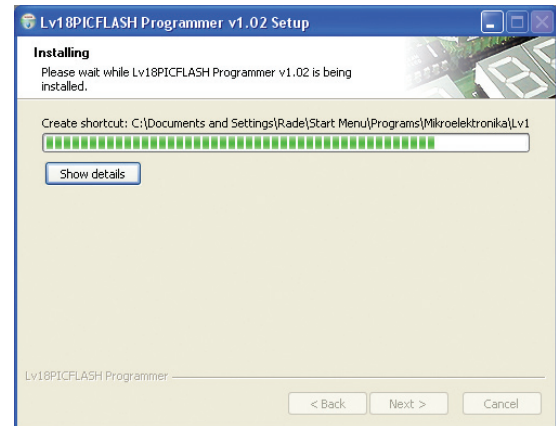 Lv18PICFLASH Programmer v1.02 Setup
Installing
Please wait while Lv18PICFLASH Programmer v1.02 is being
installed.
Create shortcut: C:\Documents and Settings\Rade\Start Menu\Programs\Mikroelektronika\Lv1
Show details
Lv18PICFLASH Programmer
< Back
Next >
Cancel